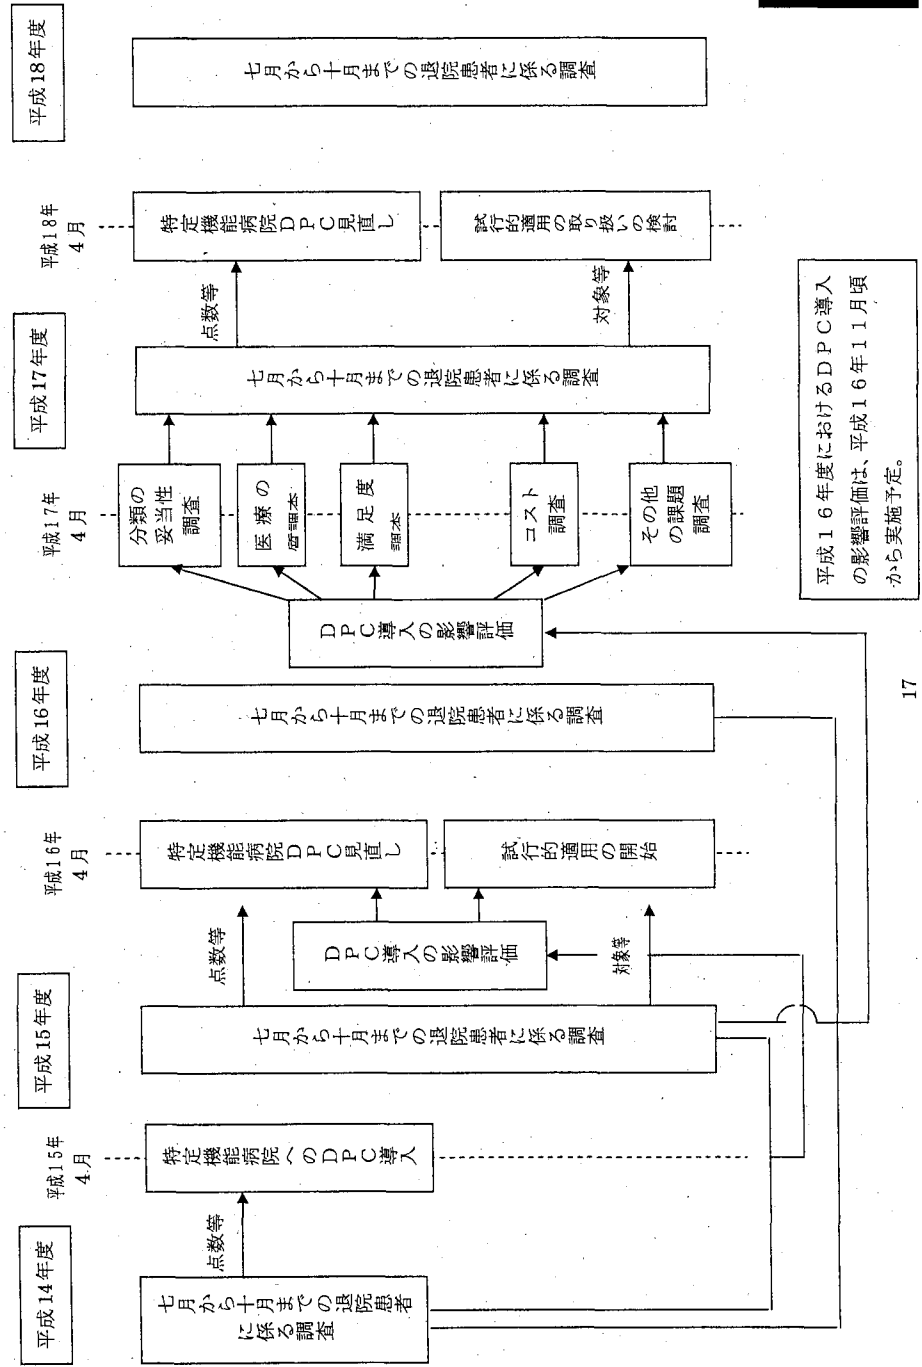 平成14年度
七月から十月までの退院患者
に係る調査
点数等
平成15年
4月
特定機能病院へのDPC導入
平成15年度
七月から十月までの退院患者に係る調査
点数等
対象等
DPC導入の影響評価
平成16年
4月
特定機能病院DPC見直し
試行的適用の開始
平成16年度
七月から十月までの退院患者に係る調査
DPC導入の影響評価
平成17年
4月
分類の
妥当性
調査
医療の
質調査
満足度
調査
コスト
調査
その他
の課題
調査
平成17年度
七月から十月までの退院患者に係る調査
点数等
対象等
平成18年
4月
特定機能病院DPC見直し
試行的適用の取り扱いの検討
平成18年度
七月から十月までの退院患者に係る調査
平成16年度におけるDPC導入
の影響評価は、平成16年11月頃
から実施予定。
17